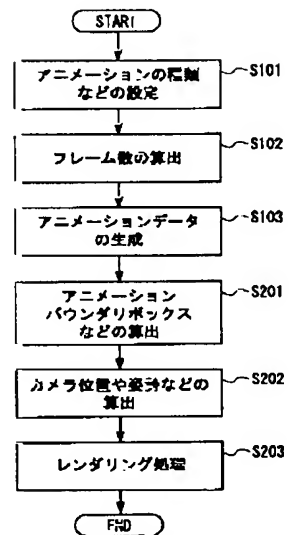 START
アニメーションの種類
などの設定
S101
フレーム数の算出
S102
アニメーションデータ
の生成
S103
アニメーション
バウンダリボックス
などの算出
S201
カメラ位置や姿勢などの
算出
S202
レンダリング処理
S203
END